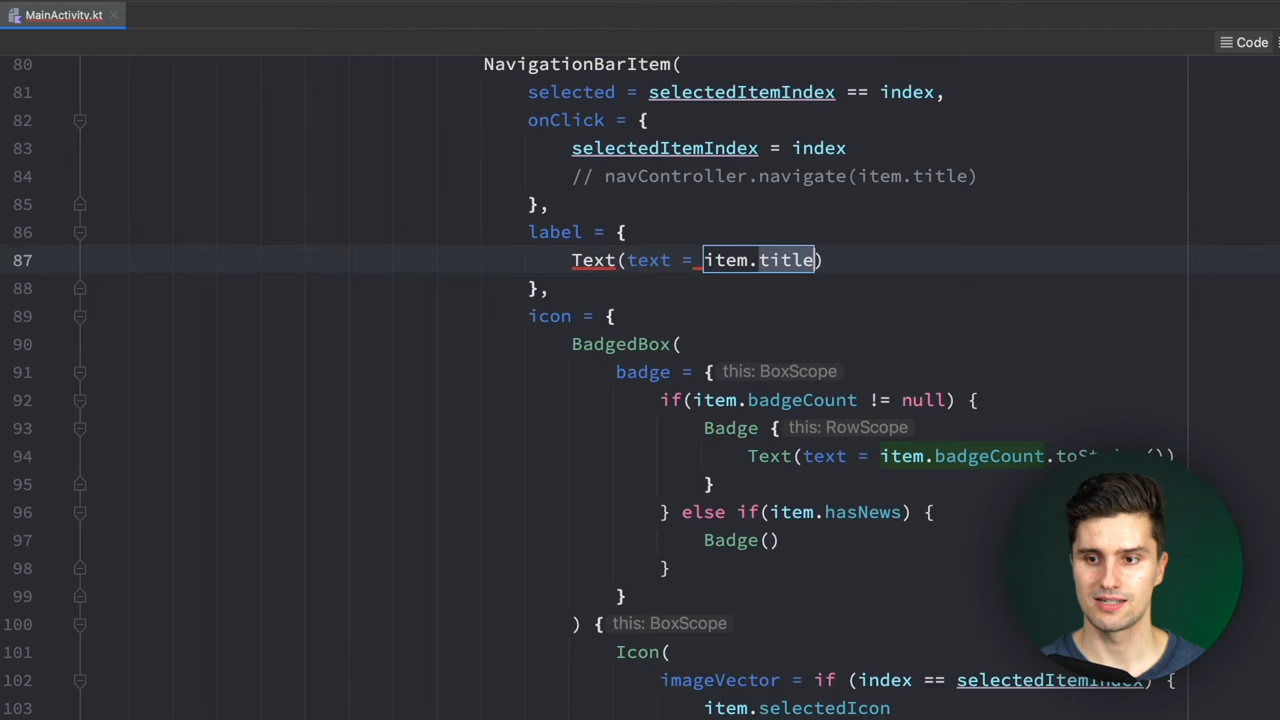 MainActivity.kt
Code
80 NavigationBarItem(
81 selected = selectedItemIndex == index,
82 onClick = {
83 selectedItemIndex = index
84 // navController.navigate(item.title)
85 },
86 label = {
87 Text(text = item.title)
88 },
89 icon = {
90 BadgedBox(
91 badge = { this: BoxScope
92 if(item.badgeCount != null) {
93 Badge { this: RowScope
94 Text(text = item.badgeCount.toString())
95 }
96 } else if(item.hasNews) {
97 Badge()
98 }
99 }
100 ) { this: BoxScope
101 Icon(
102 imageVector = if (index == selectedItemIndex) {
103 item.selectedIcon